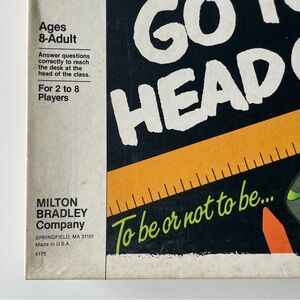 Ages
8-Adult
Answer questions
correctly to reach
the desk at the
head of the class.
For 2 to 8
Players
GO TO
HEAD
To be or not to be...
MILTON
BRADLEY
Company
SPRINGFIELD, MA 01101
Made in U.S.A.
4175